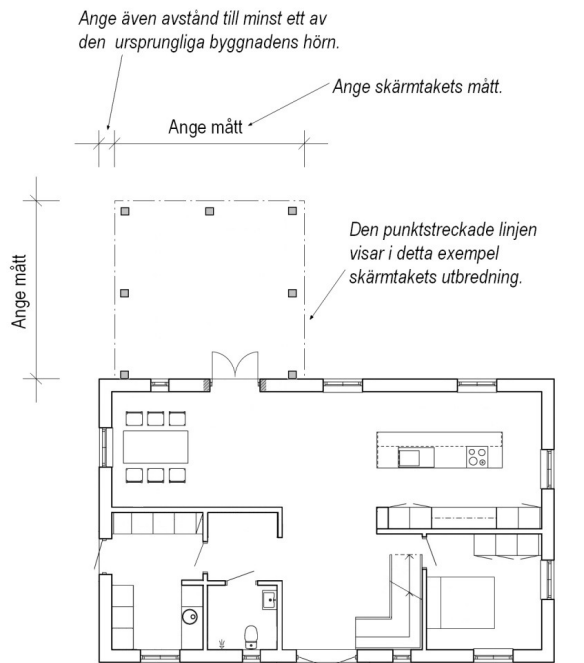 Ange även avstånd till minst ett av
den ursprungliga byggnadens hörn.
Ange skärmtakets mått.
Ange mått
Den punktstreckade linjen
visar i detta exempel
skärmtakets utbredning.
Ange mått